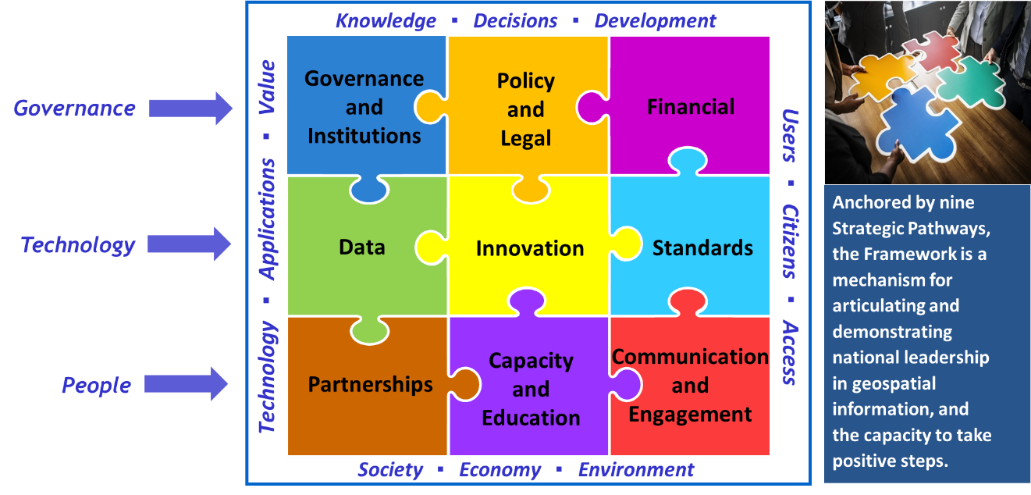 Knowledge ▪ Decisions ▪ Development
Governance
Technology
People
Technology ▪ Applications ▪ Value
Governance
and
Institutions
Policy
and
Legal
Financial
Data
Innovation
Standards
Partnerships
Capacity
and
Education
Communication
and
Engagement
Users ▪ Citizens ▪ Access
Society ▪ Economy ▪ Environment
Anchored by nine
Strategic Pathways,
the Framework is a
mechanism for
articulating and
demonstrating
national leadership
in geospatial
information, and
the capacity to take
positive steps.